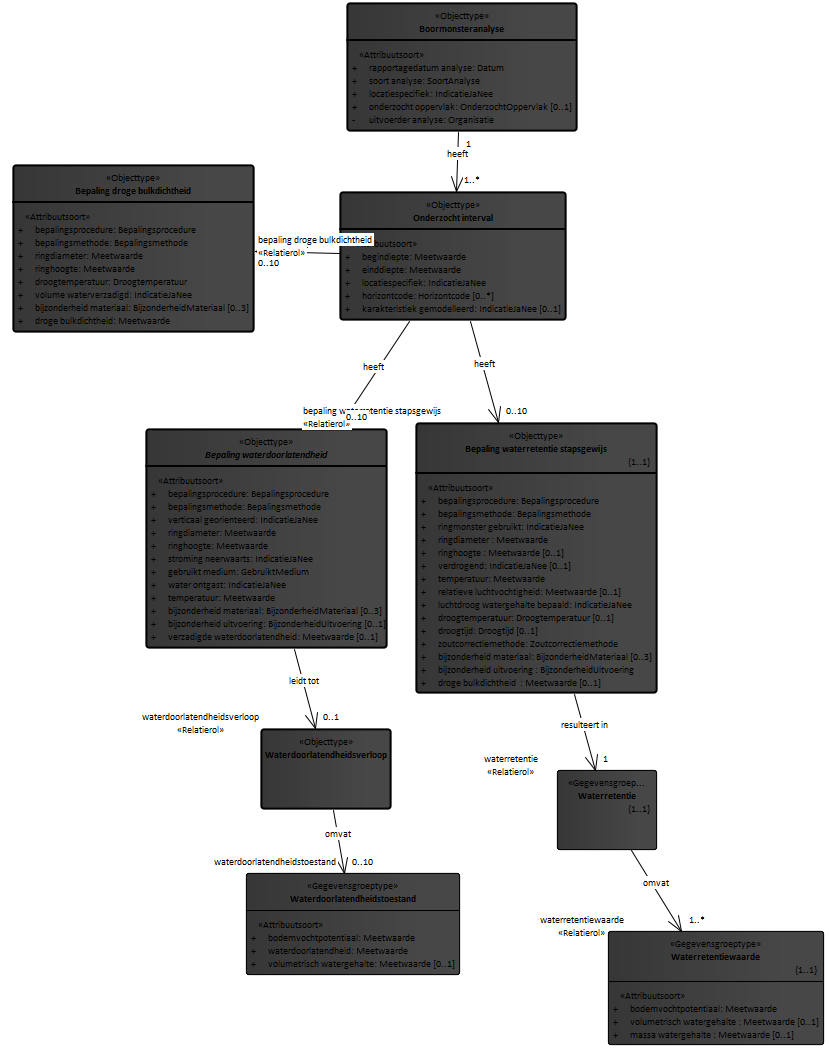 «Objecttype»
Boormonsteranalyse
«Attribuutsoort»
+ rapportagedatum analyse: Datum
+ soort analyse: SoortAnalyse
+ locatiespecifiek: IndicatieJaNee
+ onderzocht oppervlak: OnderzochtOppervlak [0..1]
- uitvoerder analyse: Organisatie
1
heeft
1..*
«Objecttype»
Bepaling droge bulkdichtheid
«Attribuutsoort»
+ bepalingsprocedure: Bepalingsprocedure
+ bepalingsmethode: Bepalingsmethode
+ ringdiameter: Meetwaarde
+ ringhoogte: Meetwaarde
+ droogtemperatuur: Droogtemperatuur
+ volume waterverzadigd: IndicatieJaNee
+ bijzonderheid materiaal: BijzonderheidMateriaal [0..3]
+ droge bulkdichtheid: Meetwaarde
bepaling droge bulkdichtheid
«Relatierol»
0..10
«Objecttype»
Onderzocht interval
buutsoort»
begindiepte: Meetwaarde
+ einddiepte: Meetwaarde
+ locatiespecifiek: IndicatieJaNee
+ horizontcode: Horizontcode [0..*]
+ karakteristiek gemodelleerd: IndicatieJaNee [0..1]
heeft
heeft
bepaling waterretentie stapsgewijs
«Relatierol»
0..10
0..10
«Objecttype»
Bepaling waterdoorlatendheid
«Attribuutsoort»
+ bepalingsprocedure: Bepalingsprocedure
+ bepalingsmethode: Bepalingsmethode
+ verticaal georienteerd: IndicatieJaNee
+ ringdiameter: Meetwaarde
+ ringhoogte: Meetwaarde
+ stroming neerwaarts: IndicatieJaNee
+ gebruikt medium: GebruiktMedium
+ water ontgast: IndicatieJaNee
+ temperatuur: Meetwaarde
+ bijzonderheid materiaal: BijzonderheidMateriaal [0..3]
+ bijzonderheid uitvoering: BijzonderheidUitvoering [0..1]
+ verzadigde waterdoorlatendheid: Meetwaarde [0..1]
«Objecttype»
Bepaling waterretentie stapsgewijs
{1..1}
«Attribuutsoort»
+ bepalingsprocedure: Bepalingsprocedure
+ bepalingsmethode: Bepalingsmethode
+ ringmonster gebruikt: IndicatieJaNee
+ ringdiameter : Meetwaarde
+ ringhoogte : Meetwaarde [0..1]
+ verdrogend: IndicatieJaNee [0..1]
+ temperatuur: Meetwaarde
+ relatieve luchtvochtigheid: Meetwaarde [0..1]
+ luchtdroog watergehalte bepaald: IndicatieJaNee
+ droogtemperatuur: Droogtemperatuur [0..1]
+ droogtijd: Droogtijd [0..1]
+ zoutcorrectiemethode: Zoutcorrectiemethode
+ bijzonderheid materiaal: BijzonderheidMateriaal [0..3]
+ bijzonderheid uitvoering : BijzonderheidUitvoering
+ droge bulkdichtheid : Meetwaarde [0..1]
leidt tot
waterdoorlatendheidsverloop
«Relatierol»
0..1
«Objecttype»
Waterdoorlatendheidsverloop
resulteert in
waterretentie
«Relatierol»
1
«Gegevensgroep...
Waterretentie
{1..1}
omvat
waterdoorlatendheidstoestand
0..10
«Gegevensgroeptype»
Waterdoorlatendheidstoestand
«Attribuutsoort»
+ bodemvochtpotentiaal: Meetwaarde
+ waterdoorlatendheid: Meetwaarde
+ volumetrisch watergehalte: Meetwaarde [0..1]
omvat
waterretentiewaarde
«Relatierol»
1..*
«Gegevensgroeptype»
Waterretentiewaarde
{1..1}
«Attribuutsoort»
+ bodemvochtpotentiaal: Meetwaarde
+ volumetrisch watergehalte : Meetwaarde [0..1]
+ massa watergehalte : Meetwaarde [0..1]